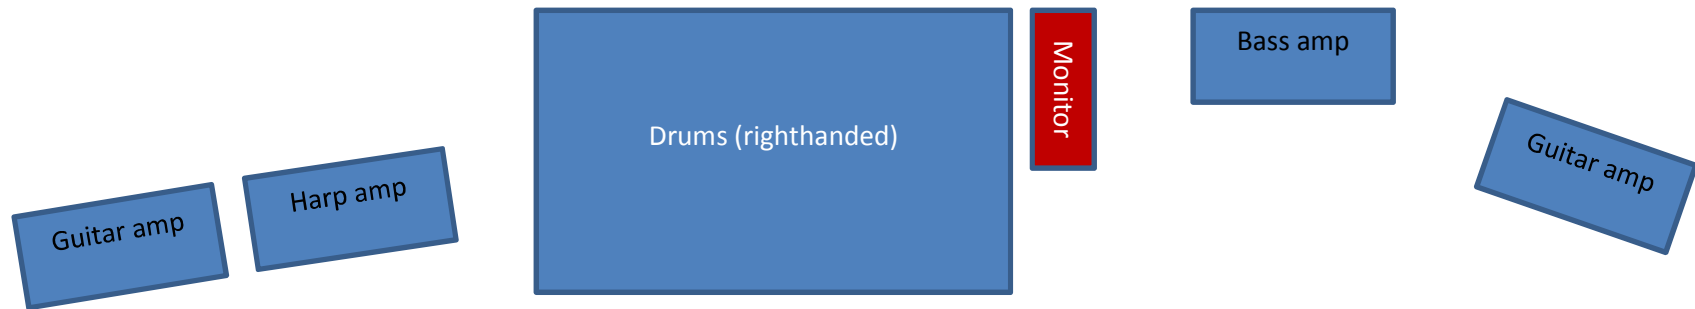 Guitar amp
Harp amp
Drums (righthanded)
Monitor
Bass amp
Guitar amp